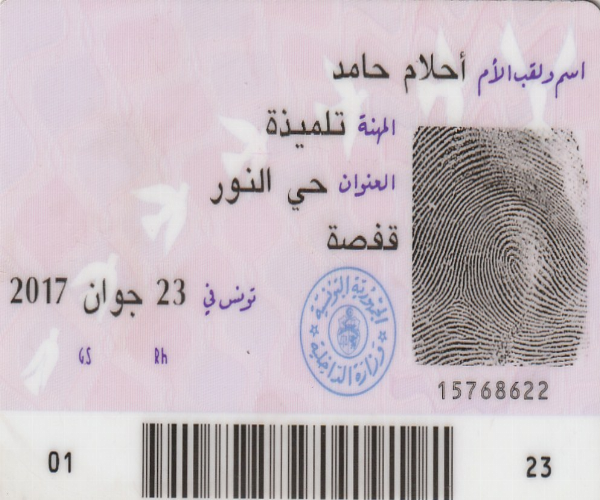 اسم ولقب الأم أحلام حامد
المهنة تلميذة
العنوان حي النور
قفصة
تونس في 23 جوان 2017
GS Rh
الجمهورية التونسية
وزارة الداخلية
15768622
01 23